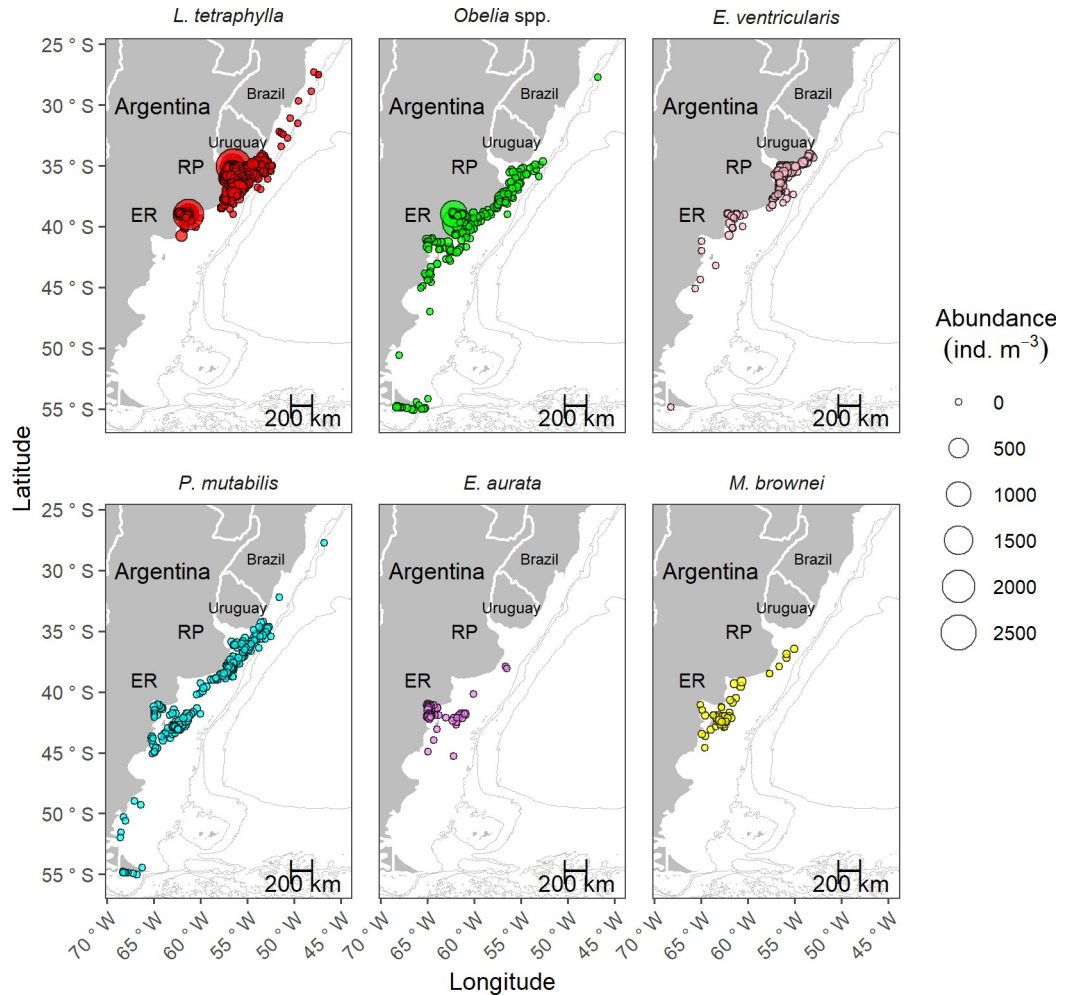 L. tetraphylla
Obelia spp.
E. ventricularis
25 ° S
30 ° S
35 ° S
40 ° S
45 ° S
50 ° S
55 ° S
Argentina
Brazil
Uruguay
RP
ER
200 km
Argentina
Brazil
Uruguay
RP
ER
200 km
Argentina
Brazil
Uruguay
RP
ER
200 km
Latitude
P. mutabilis
E. aurata
M. brownei
25 ° S
30 ° S
35 ° S
40 ° S
45 ° S
50 ° S
55 ° S
Argentina
Brazil
Uruguay
RP
ER
200 km
Argentina
Brazil
Uruguay
RP
ER
200 km
Argentina
Brazil
Uruguay
RP
ER
200 km
70 ° W
65 ° W
60 ° W
55 ° W
50 ° W
45 ° W
70 ° W
65 ° W
60 ° W
55 ° W
50 ° W
45 ° W
70 ° W
65 ° W
60 ° W
55 ° W
50 ° W
45 ° W
Longitude
Abundance
(ind. m⁻³)
0
500
1000
1500
2000
2500